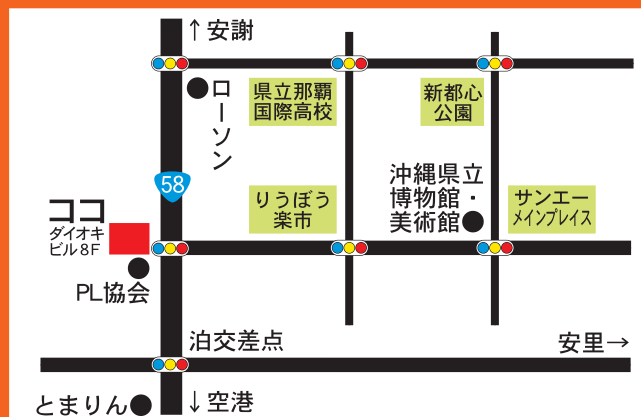 ↑安謝
ローソン
県立那覇
国際高校
新都心
公園
58
沖縄県立
博物館・
美術館
りうぼう
楽市
サンエー
メインプレイス
ココ
ダイオキ
ビル8F
PL協会
泊交差点
安里→
とまりん
↓空港